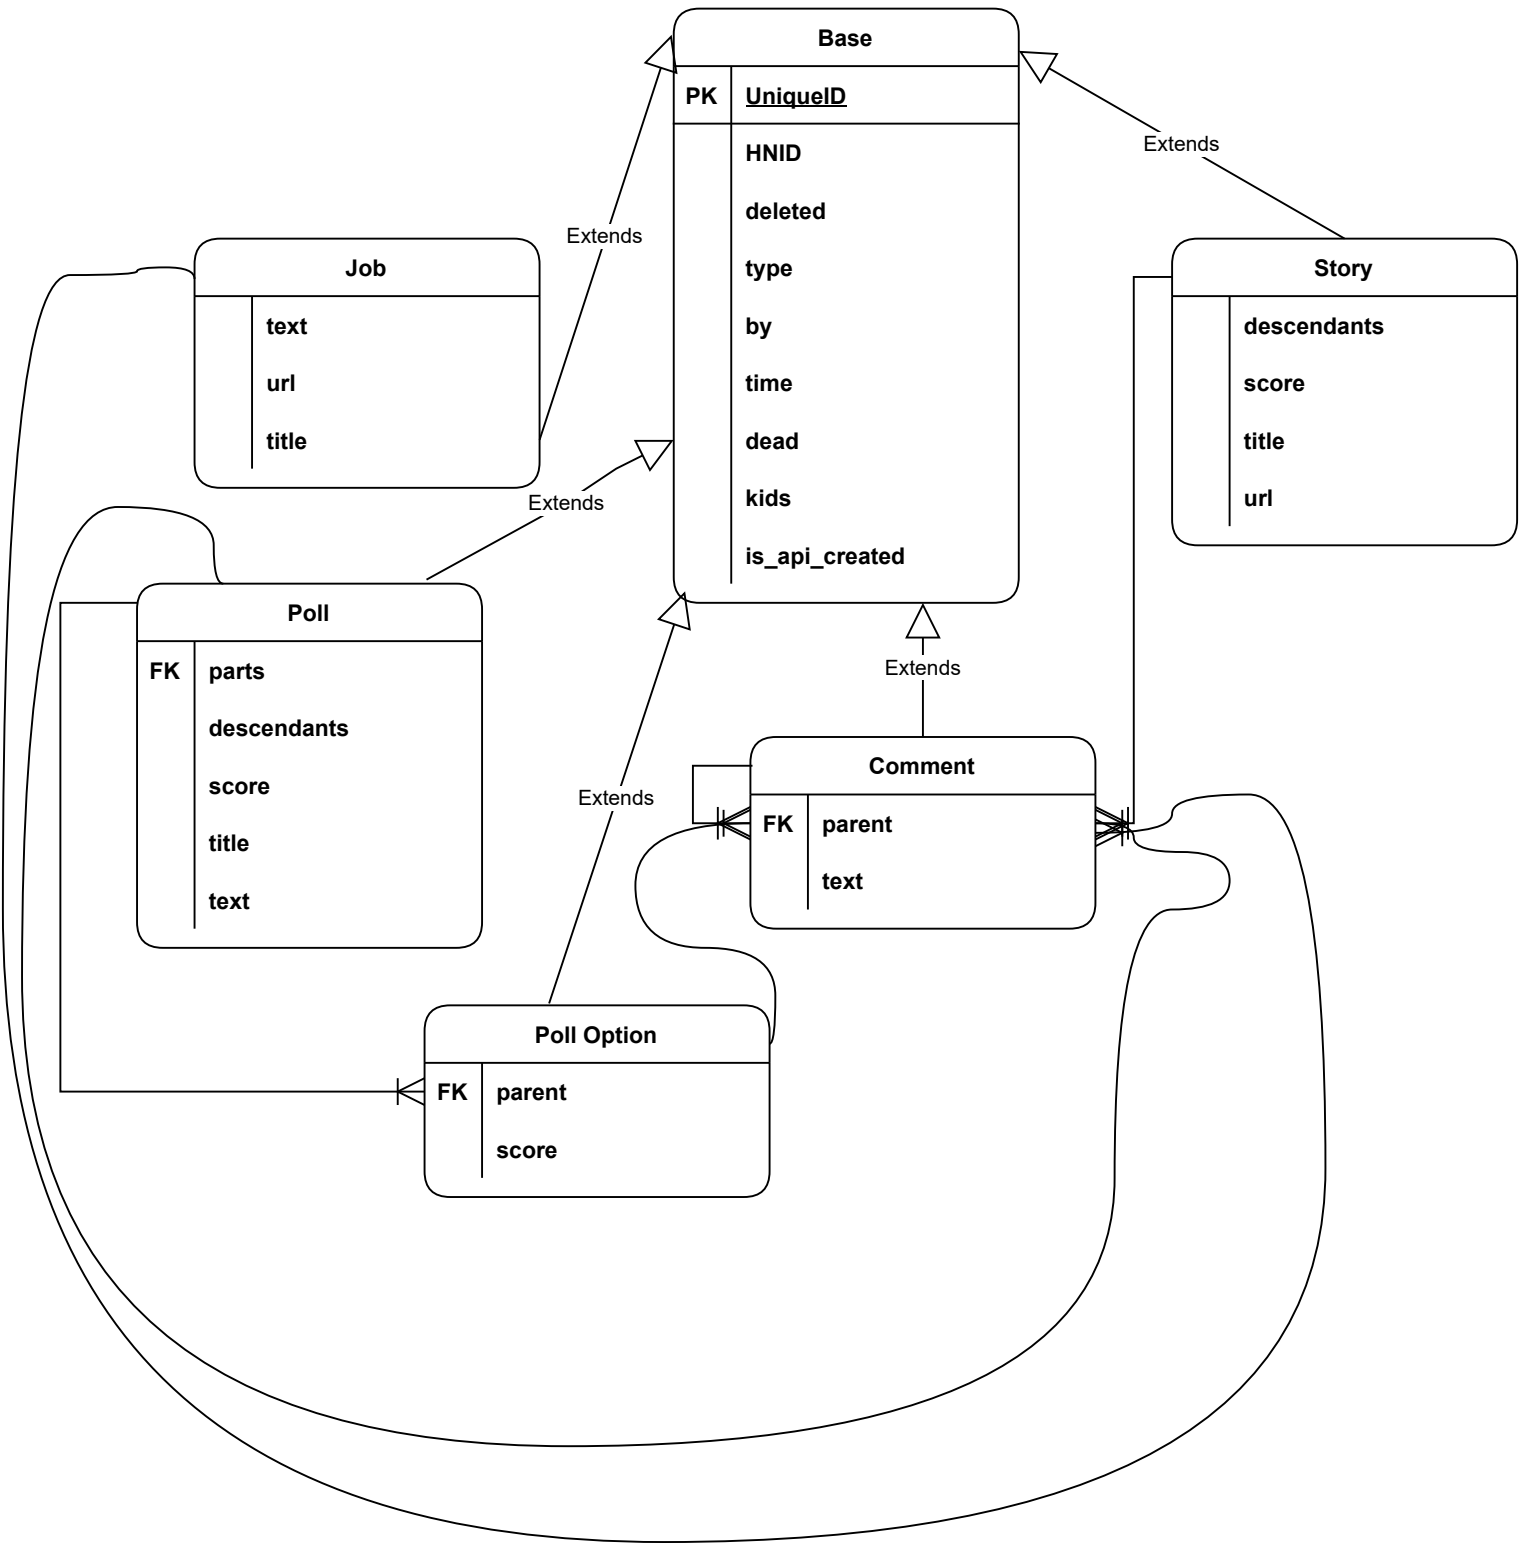 Base
PK UniqueID
HNID
deleted
type
by
time
dead
kids
is_api_created
Extends
Extends
Job
text
url
title
Story
descendants
score
title
url
Extends
Poll
FK parts
descendants
score
title
text
Extends
Extends
Comment
FK parent
text
Poll Option
FK parent
score